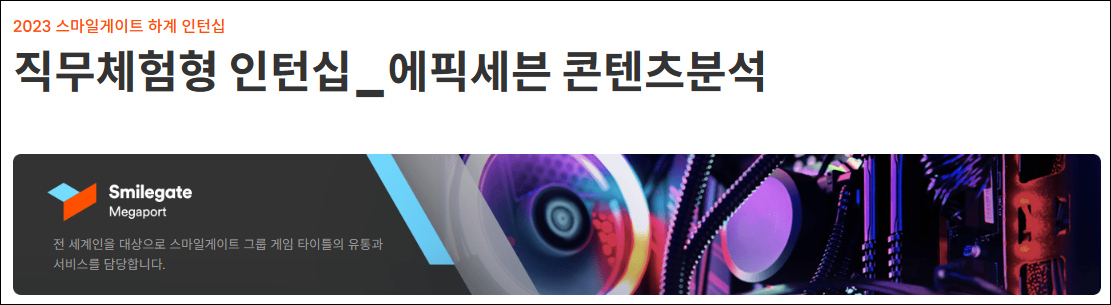 2023 스마일게이트 하계 인턴십
직무체험형 인턴십_에픽세븐 콘텐츠분석
Smilegate
Megaport
전 세계인을 대상으로 스마일게이트 그룹 게임 타이틀의 유통과
서비스를 담당합니다.